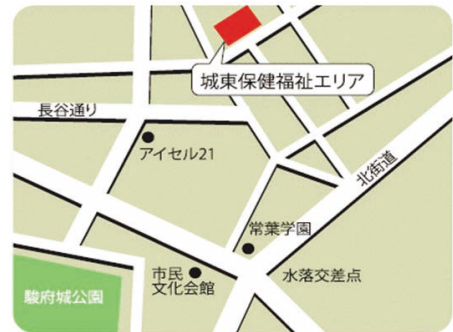 城東保健福祉エリア
長谷通り
アイセル21
北街道
常葉学園
市民
文化会館
水落交差点
駿府城公園